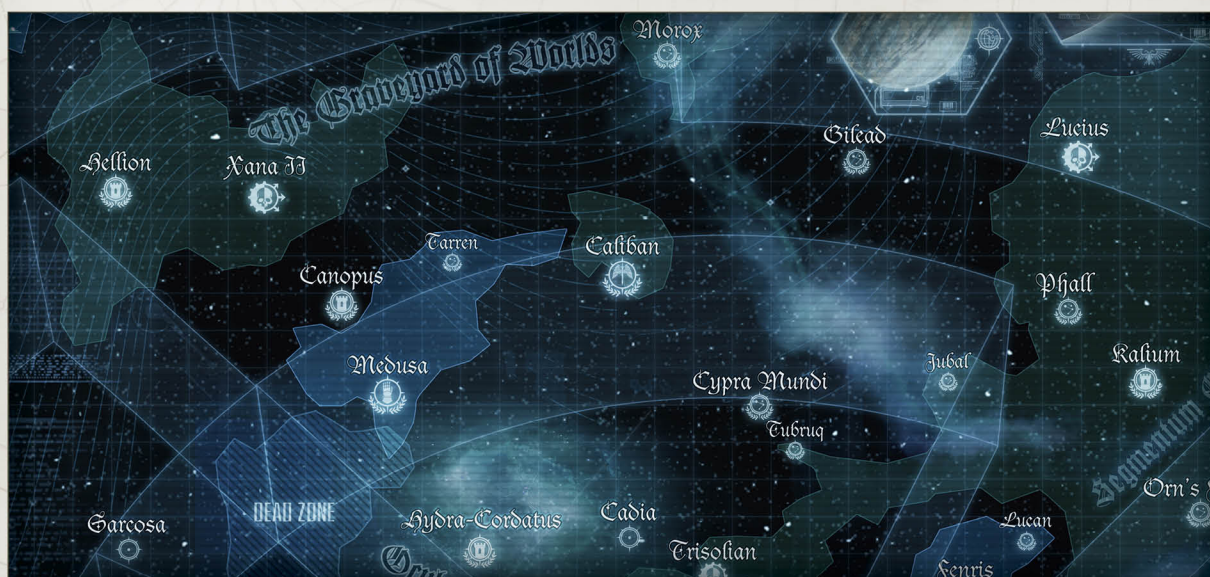 Morox
The Graveyard of Worlds
Gilead
Lucius
Hellion
Xana II
Tarren
Caliban
Canopus
Phall
Medusa
Jubal
Kalium
Cypra Mundi
Tubruq
Segmentum
Orn's
DEAD ZONE
Sarcosa
Hydra-Cordatus
Cadia
Lucan
Trisolian
Fenris